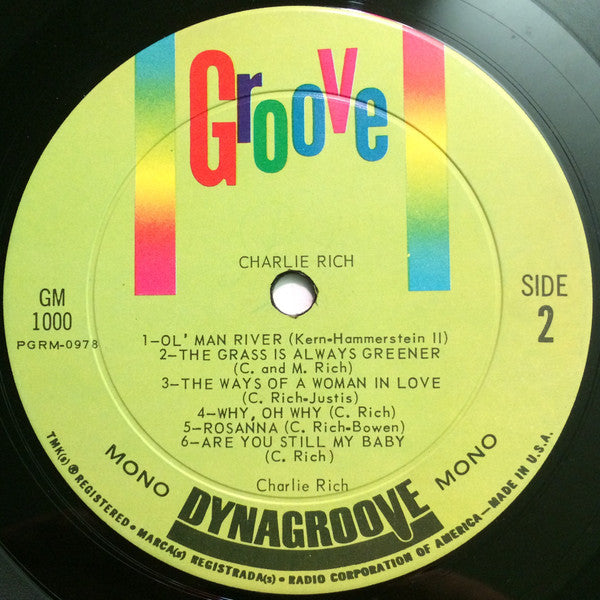 Groove
CHARLIE RICH
GM
1000
PGRM-0978
SIDE
2
1—OL' MAN RIVER (Kern-Hammerstein II)
2—THE GRASS IS ALWAYS GREENER
(C. and M. Rich)
3—THE WAYS OF A WOMAN IN LOVE
(C. Rich-Justis)
4—WHY, OH WHY (C. Rich)
5—ROSANNA (C. Rich-Bowen)
6—ARE YOU STILL MY BABY
(C. Rich)
Charlie Rich
MONO
DYNAGROOVE
MONO
TMK(s) ® REGISTERED • MARCA(s) REGISTRADA(s) • RADIO CORPORATION OF AMERICA—MADE IN U.S.A.